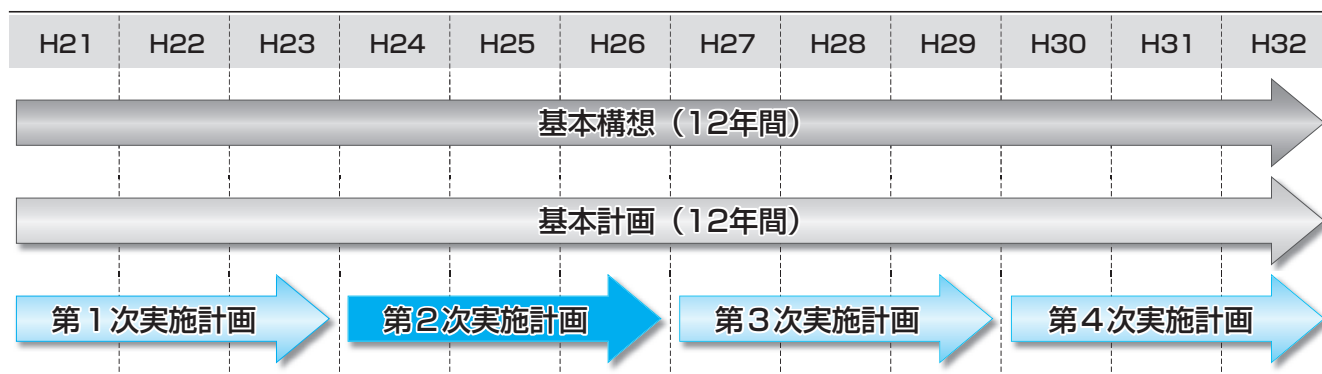 H21 H22 H23 H24 H25 H26 H27 H28 H29 H30 H31 H32
基本構想（12年間）
基本計画（12年間）
第１次実施計画 第２次実施計画 第３次実施計画 第４次実施計画